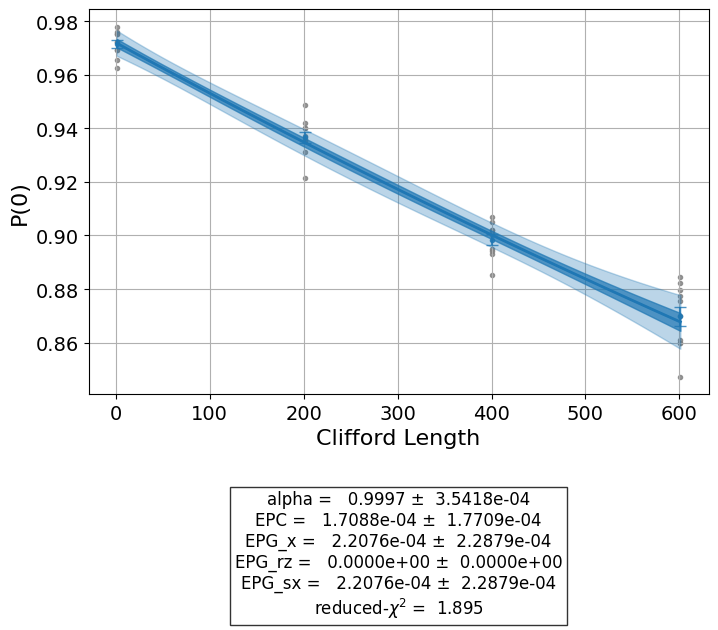 0.98
0.96
0.94
0.92
0.90
0.88
0.86
P(0)
0 100 200 300 400 500 600
Clifford Length
alpha = 0.9997 ± 3.5418e-04
EPC = 1.7088e-04 ± 1.7709e-04
EPG_x = 2.2076e-04 ± 2.2879e-04
EPG_rz = 0.0000e+00 ± 0.0000e+00
EPG_sx = 2.2076e-04 ± 2.2879e-04
reduced-χ² = 1.895